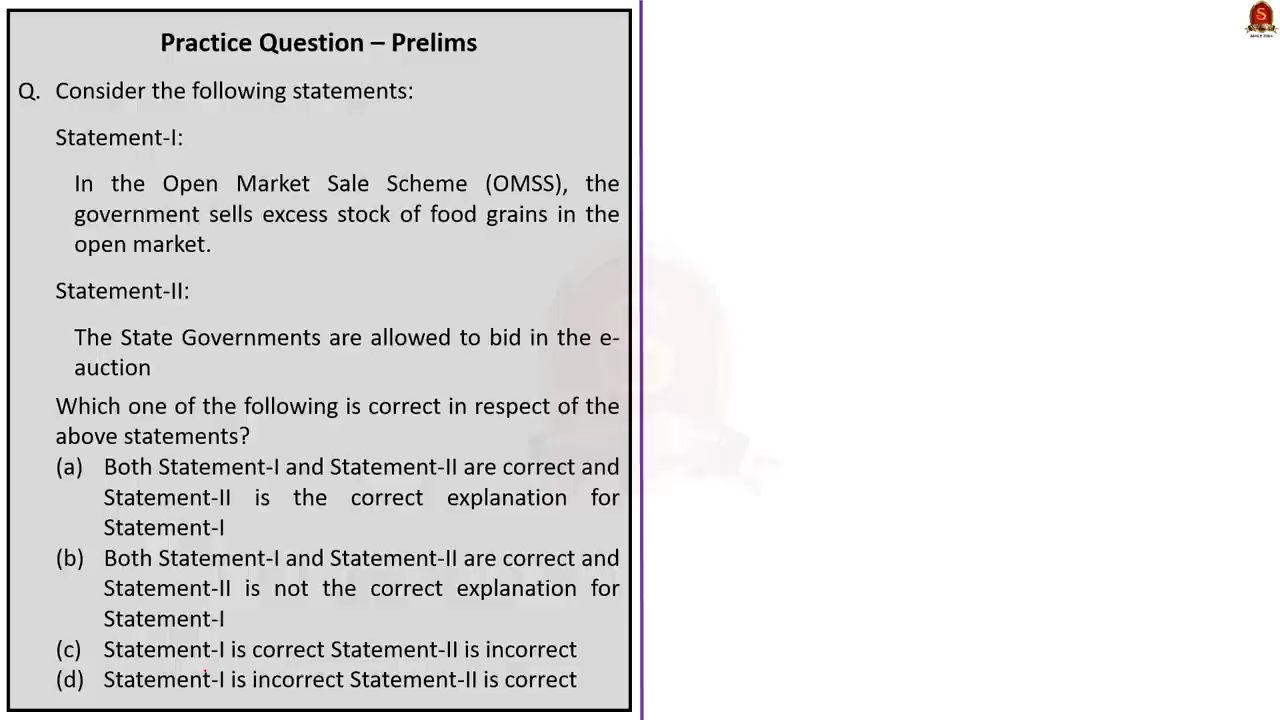 Practice Question – Prelims
Q. Consider the following statements:
Statement-I:
In the Open Market Sale Scheme (OMSS), the
government sells excess stock of food grains in the
open market.
Statement-II:
The State Governments are allowed to bid in the e-
auction
Which one of the following is correct in respect of the
above statements?
(a) Both Statement-I and Statement-II are correct and
Statement-II is the correct explanation for
Statement-I
(b) Both Statement-I and Statement-II are correct and
Statement-II is not the correct explanation for
Statement-I
(c) Statement-I is correct Statement-II is incorrect
(d) Statement-I is incorrect Statement-II is correct
S